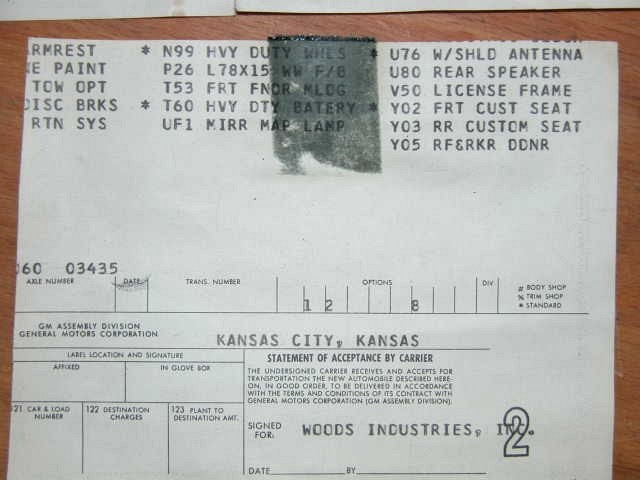 RMREST * N99 HVY DUTY WHLS * U76 W/SHLD ANTENNA
E PAINT P26 L78X15 WW F/B U80 REAR SPEAKER
TOW OPT T53 FRT FNDR MLDG V50 LICENSE FRAME
DISC BRKS * T60 HVY DTY BATERY * Y02 FRT CUST SEAT
RTN SYS UF1 MIRR MAP LAMP Y03 RR CUSTOM SEAT
Y05 RF&RKR DDNR
060 03435
AXLE NUMBER DATE TRANS. NUMBER OPTIONS DIV
12 8
# BODY SHOP
% TRIM SHOP
* STANDARD
GM ASSEMBLY DIVISION
GENERAL MOTORS CORPORATION
KANSAS CITY, KANSAS
LABEL LOCATION AND SIGNATURE
AFFIXED IN GLOVE BOX
STATEMENT OF ACCEPTANCE BY CARRIER
THE UNDERSIGNED CARRIER RECEIVES AND ACCEPTS FOR
TRANSPORTATION THE NEW AUTOMOBILE DESCRIBED HERE-
ON, IN GOOD ORDER, TO BE DELIVERED IN ACCORDANCE
WITH THE TERMS AND CONDITIONS OF ITS CONTRACT WITH
GENERAL MOTORS CORPORATION (GM ASSEMBLY DIVISION).
121 CAR & LOAD NUMBER
122 DESTINATION CHARGES
123 PLANT TO DESTINATION AMT.
SIGNED FOR: WOODS INDUSTRIES, INC.
2
DATE BY